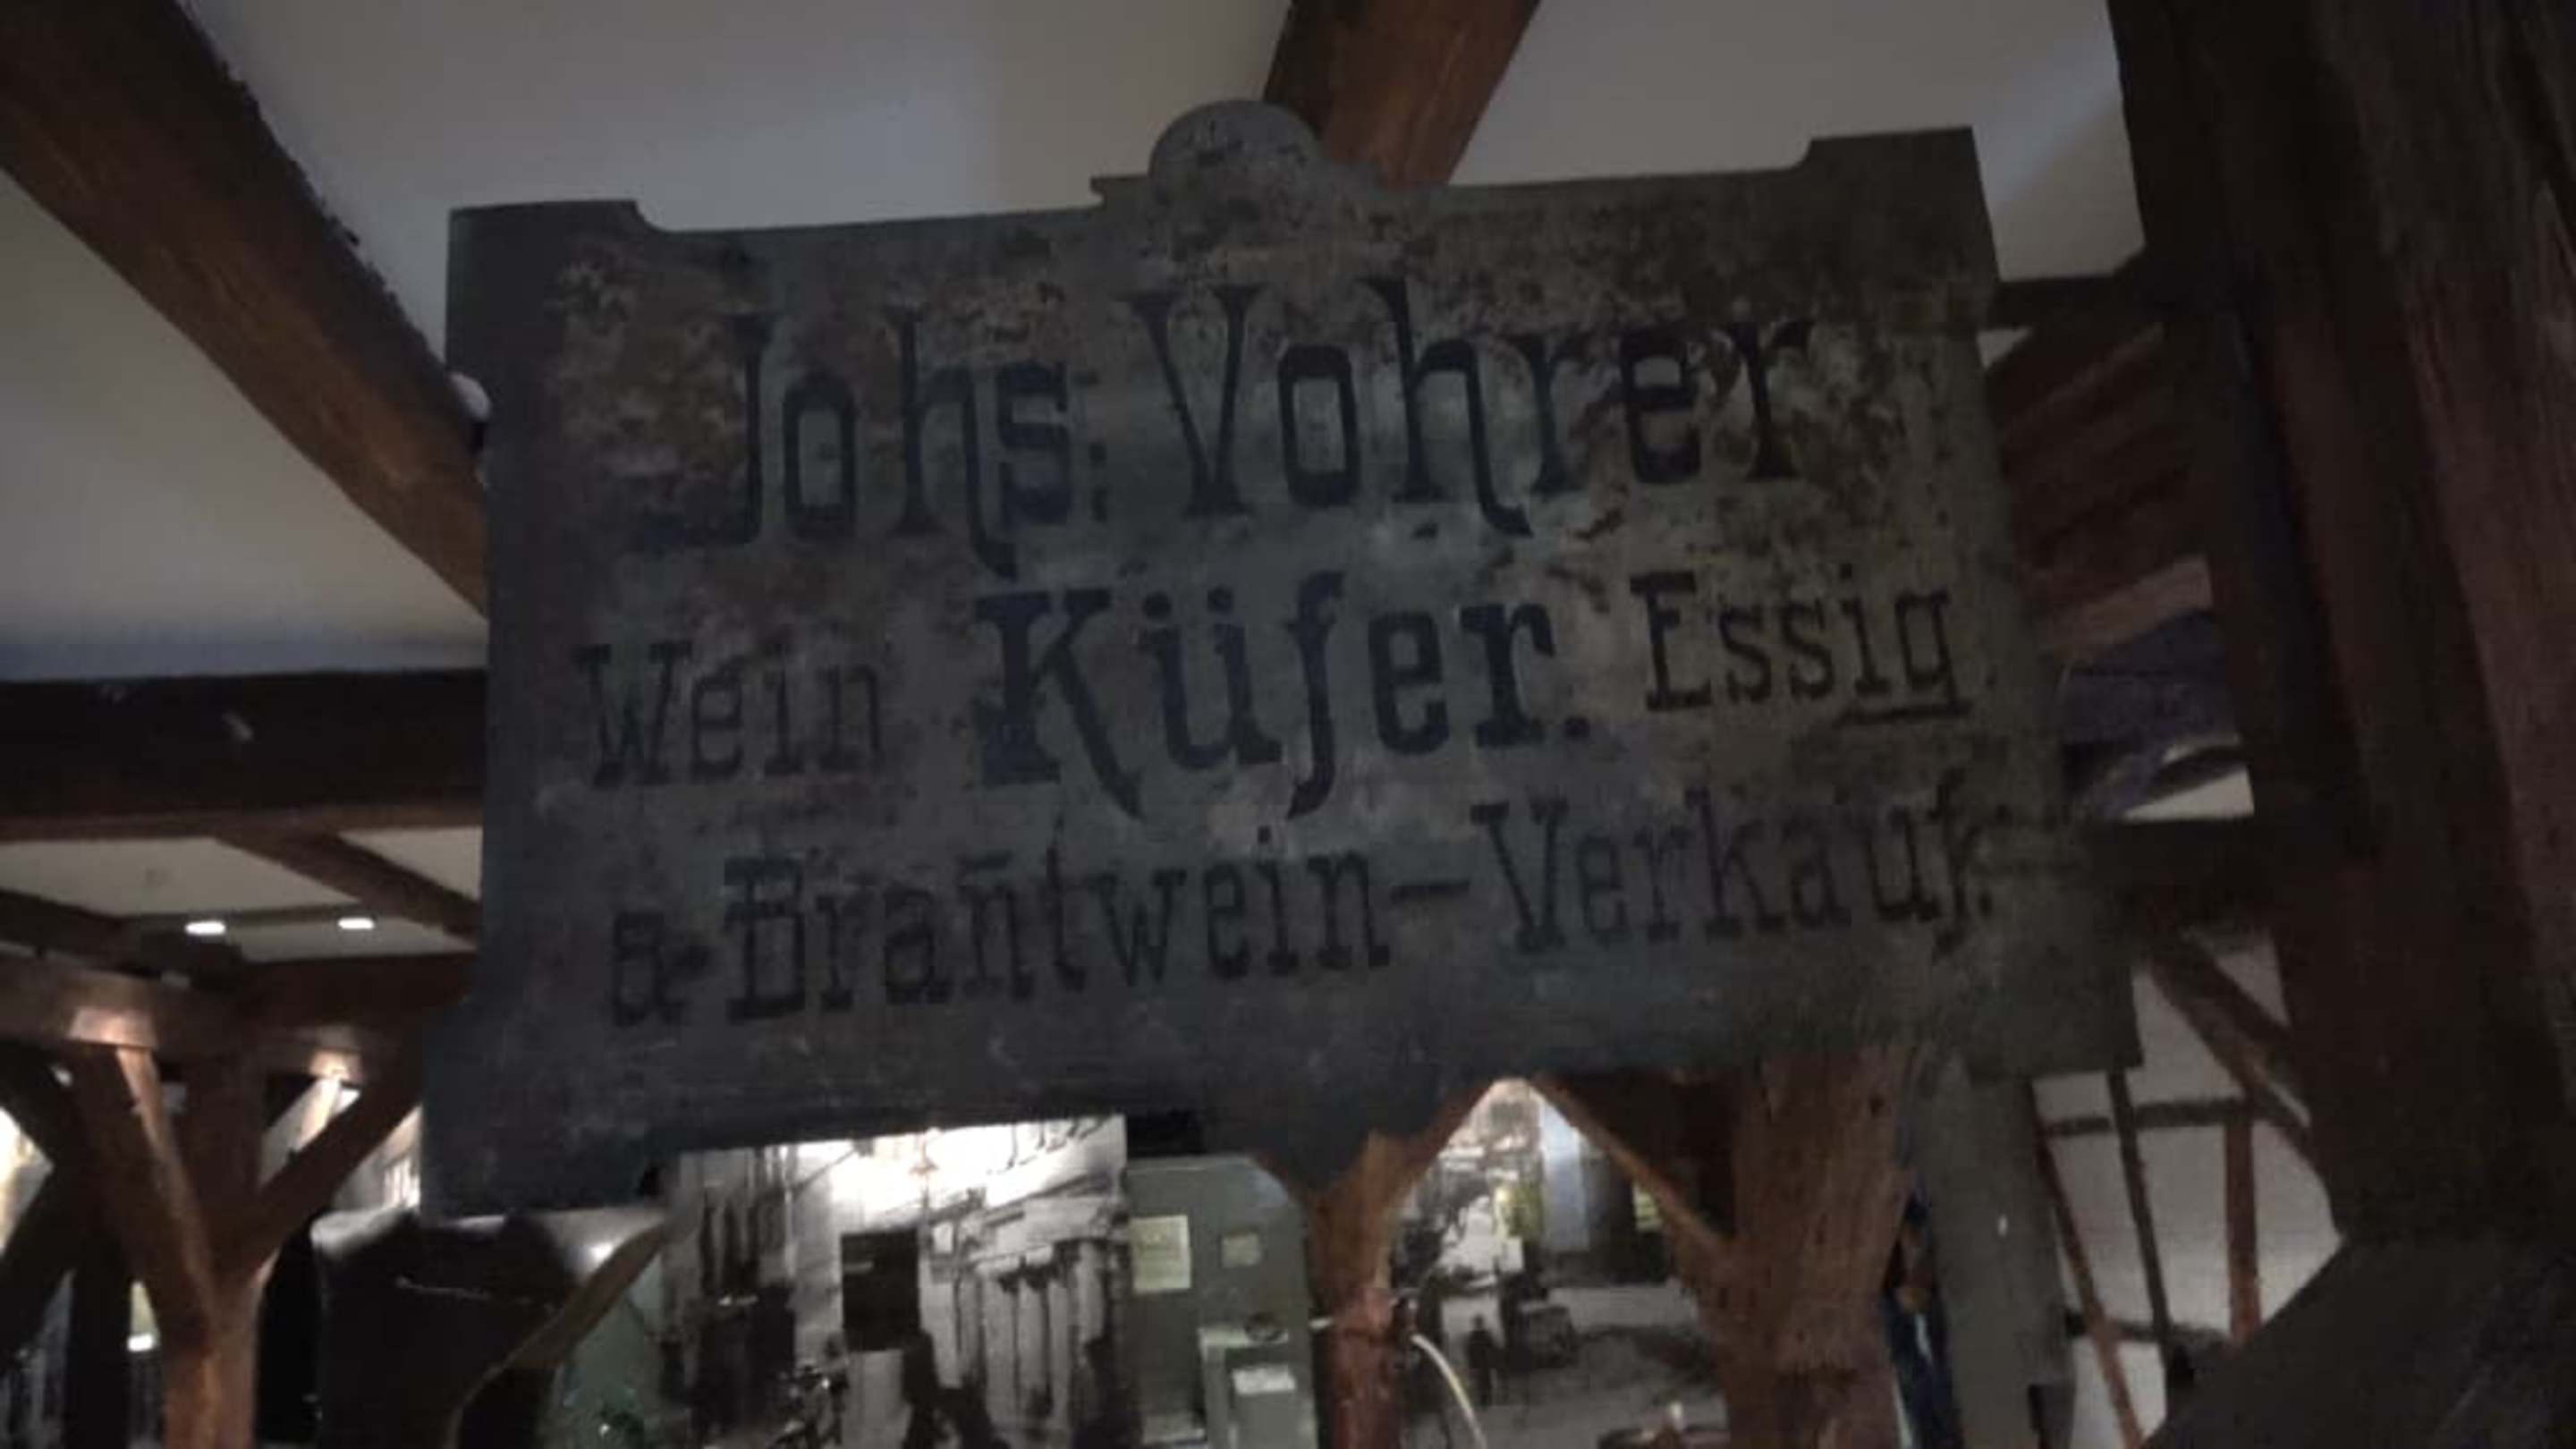 Johs: Vohrer
Wein Küfer. Essig
& Brañtwein-Verkauf.